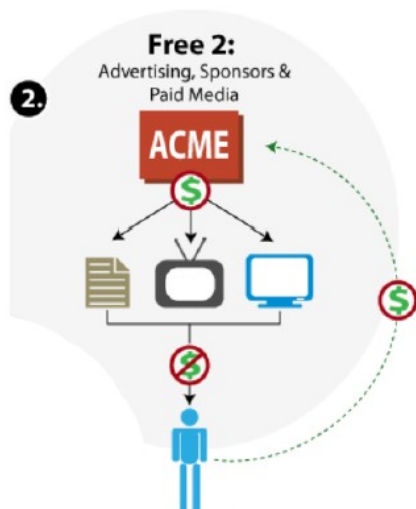 Free 2:
Advertising, Sponsors &
Paid Media
2.
ACME
$
$
$